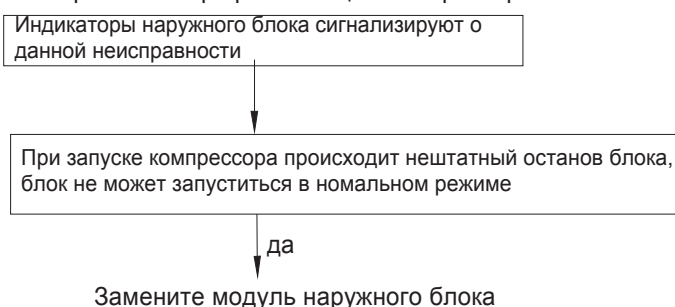 Индикаторы наружного блока сигнализируют о
данной неисправности
При запуске компрессора происходит нештатный останов блока,
блок не может запуститься в номальном режиме
да
Замените модуль наружного блока